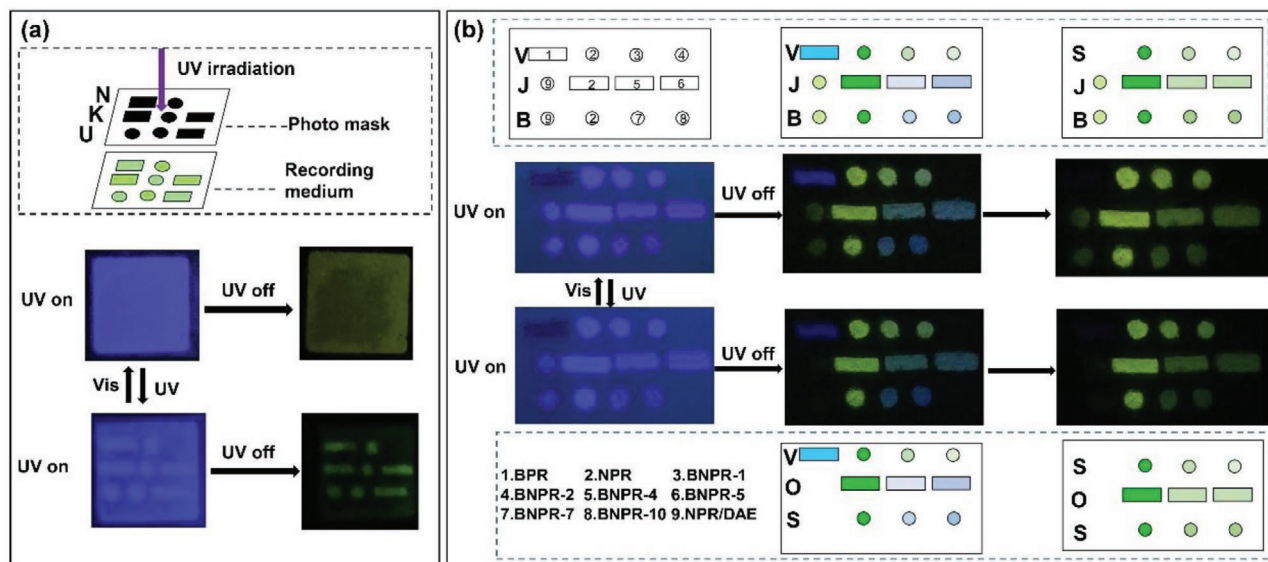 (a)
UV irradiation
N
K
U
Photo mask
Recording
medium
UV on
UV off
Vis
UV
UV on
UV off
(b)
V 1 2 3 4
J 9 2 5 6
B 9 2 7 8
V
J
B
S
J
B
UV on
UV off
Vis
UV
UV on
UV off
1.BPR 2.NPR 3.BNPR-1
4.BNPR-2 5.BNPR-4 6.BNPR-5
7.BNPR-7 8.BNPR-10 9.NPR/DAE
V
O
S
S
O
S